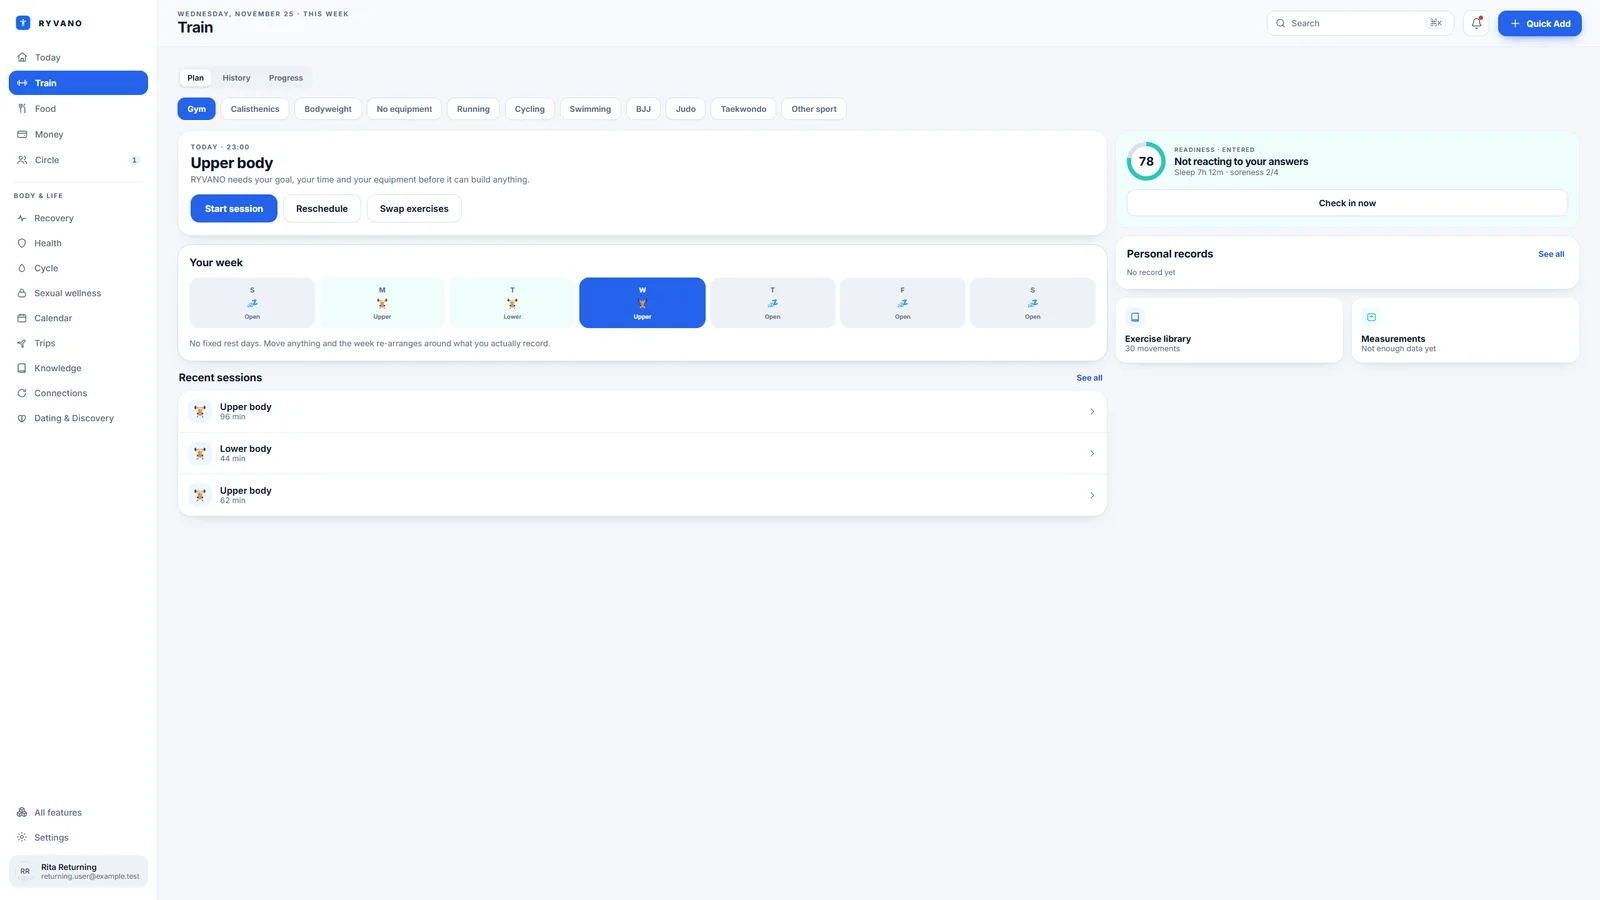 RYVANO
Today
Train
Food
Money
Circle 1
BODY & LIFE
Recovery
Health
Cycle
Sexual wellness
Calendar
Trips
Knowledge
Connections
Dating & Discovery
All features
Settings
RR
Rita Returning
returning.user@example.test
WEDNESDAY, NOVEMBER 25 · THIS WEEK
Train
Search ⌘K
Quick Add
Plan History Progress
Gym Calisthenics Bodyweight No equipment Running Cycling Swimming BJJ Judo Taekwondo Other sport
TODAY · 23:00
Upper body
RYVANO needs your goal, your time and your equipment before it can build anything.
Start session Reschedule Swap exercises
Your week
S M T W T F S
Open Upper Lower Upper Open Open Open
No fixed rest days. Move anything and the week re-arranges around what you actually record.
Recent sessions See all
Upper body
96 min
Lower body
44 min
Upper body
62 min
78
READINESS · ENTERED
Not reacting to your answers
Sleep 7h 12m · soreness 2/4
Check in now
Personal records See all
No record yet
Exercise library
30 movements
Measurements
Not enough data yet